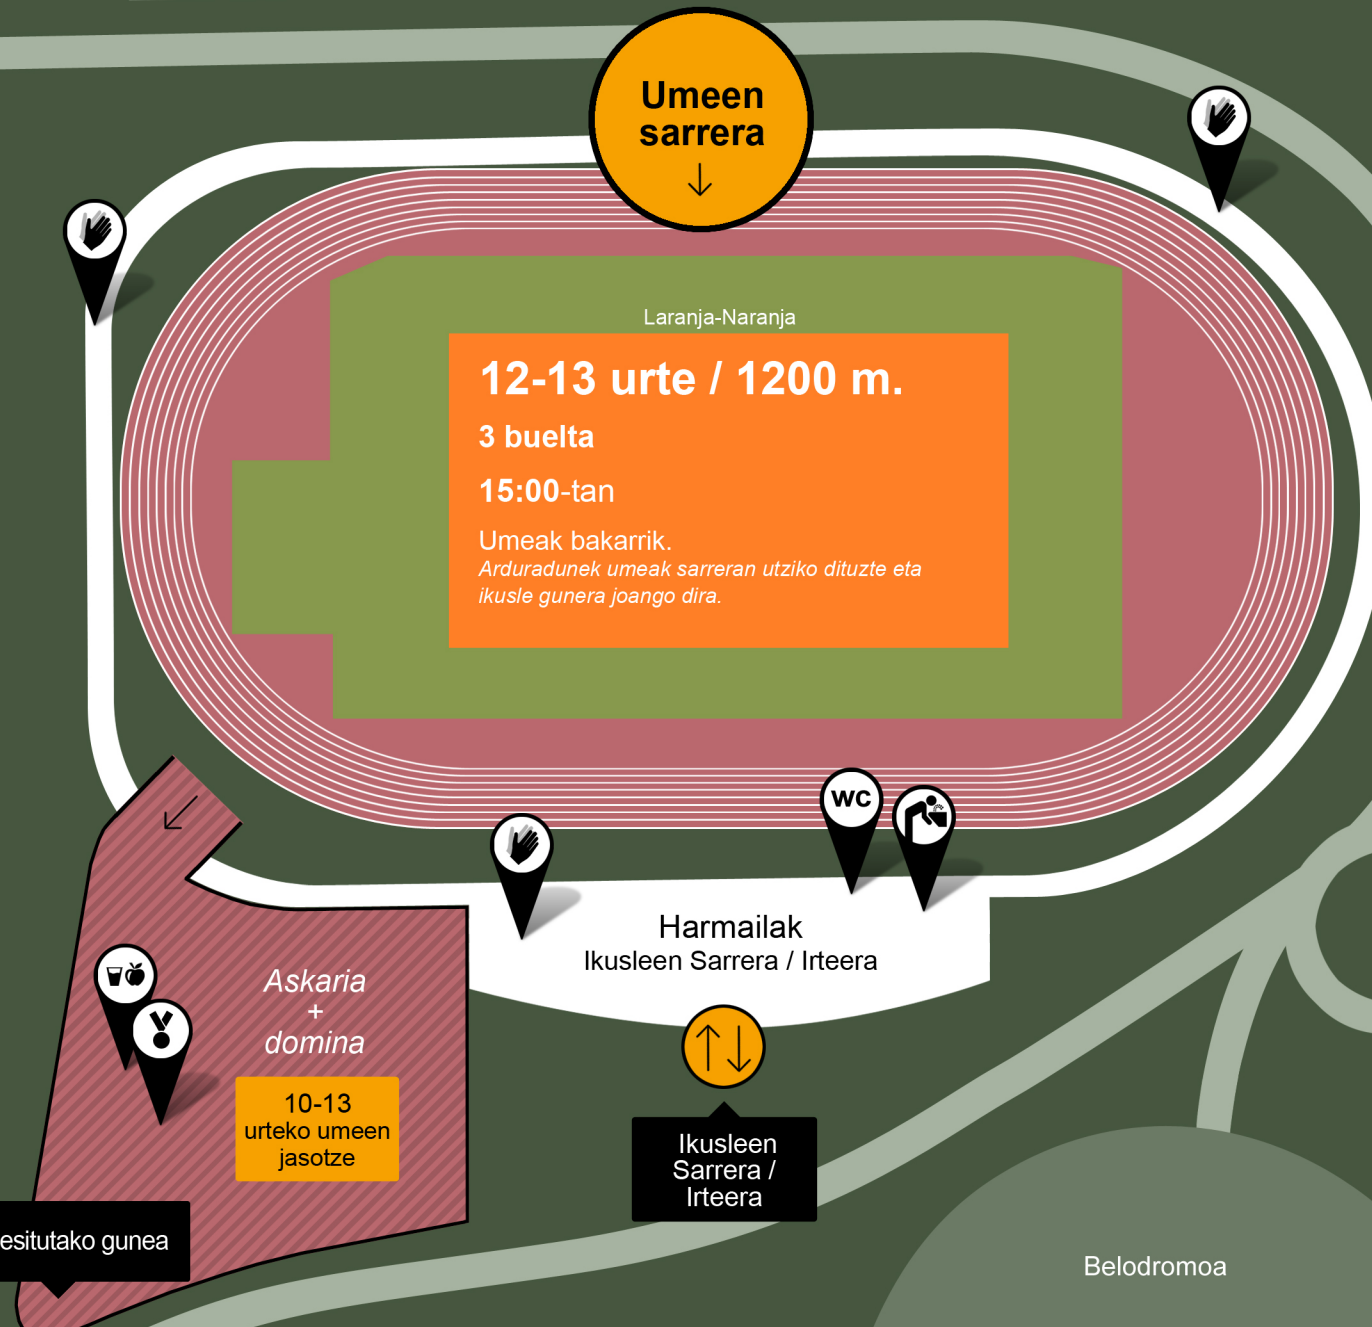 Umeen
sarrera
Laranja-Naranja
12-13 urte / 1200 m.
3 buelta
15:00-tan
Umeak bakarrik.
Arduradunek umeak sarreran utziko dituzte eta
ikusle gunera joango dira.
WC
Harmailak
Ikusleen Sarrera / Irteera
Askaria
+
domina
10-13
urteko umeen
jasotze
Ikusleen
Sarrera /
Irteera
esitutako gunea
Belodromoa